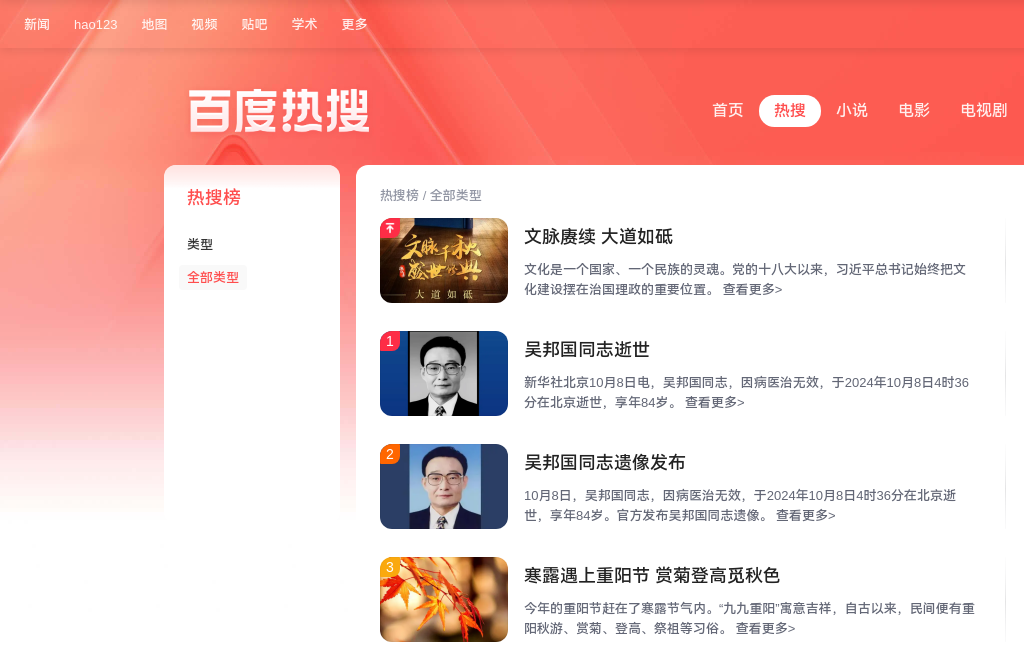 新闻 hao123 地图 视频 贴吧 学术 更多
百度热搜
首页 热搜 小说 电影 电视剧
热搜榜
类型
全部类型
热搜榜 / 全部类型
文脉千秋
盛世
典
大道如砥
文脉赓续 大道如砥
文化是一个国家、一个民族的灵魂。党的十八大以来，习近平总书记始终把文
化建设摆在治国理政的重要位置。 查看更多>
1
吴邦国同志逝世
新华社北京10月8日电，吴邦国同志，因病医治无效，于2024年10月8日4时36
分在北京逝世，享年84岁。 查看更多>
2
吴邦国同志遗像发布
10月8日，吴邦国同志，因病医治无效，于2024年10月8日4时36分在北京逝
世，享年84岁。官方发布吴邦国同志遗像。 查看更多>
3
寒露遇上重阳节 赏菊登高觅秋色
今年的重阳节赶在了寒露节气内。“九九重阳”寓意吉祥，自古以来，民间便有重
阳秋游、赏菊、登高、祭祖等习俗。 查看更多>